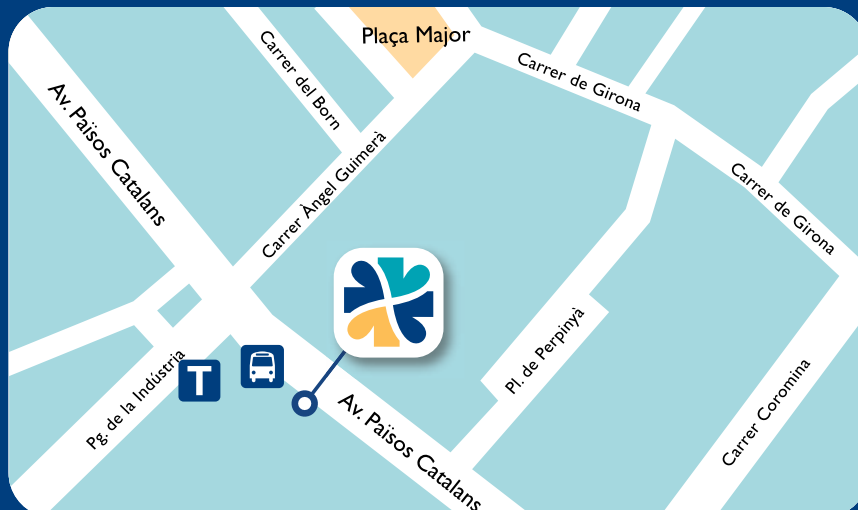 Plaça Major
Carrer del Born
Carrer de Girona
Av. Països Catalans
Carrer Àngel Guimerà
Carrer de Girona
Pl. de Perpinyà
Pg. de la Indústria
T
Av. Països Catalans
Carrer Coromina